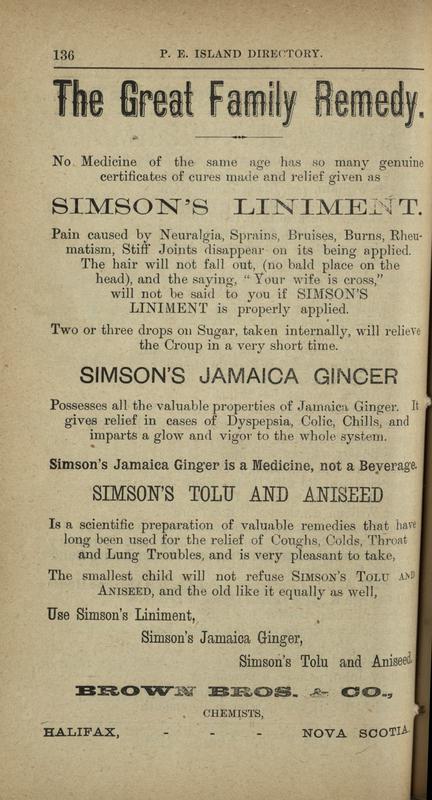 136
P. E. ISLAND DIRECTORY.
The Great Family Remedy.
No Medicine of the same age has so many genuine
certificates of cures made and relief given as
SIMSON'S LINIMENT.
Pain caused by Neuralgia, Sprains, Bruises, Burns, Rheu-
matism, Stiff Joints disappear on its being applied.
The hair will not fall out, (no bald place on the
head), and the saying, "Your wife is cross,"
will not be said to you if SIMSON'S
LINIMENT is properly applied.
Two or three drops on Sugar, taken internally, will relieve
the Croup in a very short time.
SIMSON'S JAMAICA GINGER
Possesses all the valuable properties of Jamaica Ginger. It
gives relief in cases of Dyspepsia, Colic, Chills, and
imparts a glow and vigor to the whole system.
Simson's Jamaica Ginger is a Medicine, not a Beverage.
SIMSON'S TOLU AND ANISEED
Is a scientific preparation of valuable remedies that have
long been used for the relief of Coughs, Colds, Throat
and Lung Troubles, and is very pleasant to take,
The smallest child will not refuse SIMSON'S TOLU AND
ANISEED, and the old like it equally as well,
Use Simson's Liniment,
Simson's Jamaica Ginger,
Simson's Tolu and Aniseed.
BROWN BROS. & CO.,
CHEMISTS,
HALIFAX, - - - NOVA SCOTIA.